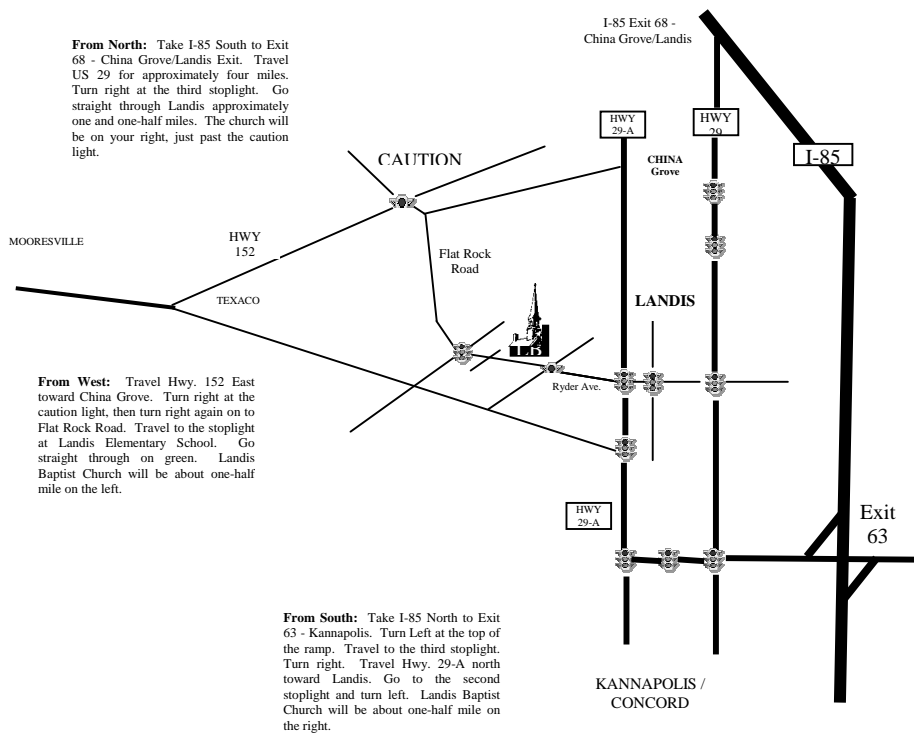 I-85 Exit 68 -
China Grove/Landis
From North: Take I-85 South to Exit
68 - China Grove/Landis Exit. Travel
US 29 for approximately four miles.
Turn right at the third stoplight. Go
straight through Landis approximately
one and one-half miles. The church will
be on your right, just past the caution
light.
HWY
29-A
HWY
29
I-85
CAUTION
CHINA
Grove
MOORESVILLE
HWY
152
Flat Rock
Road
TEXACO
LANDIS
LB
Ryder Ave.
From West: Travel Hwy. 152 East
toward China Grove. Turn right at the
caution light, then turn right again on to
Flat Rock Road. Travel to the stoplight
at Landis Elementary School. Go
straight through on green. Landis
Baptist Church will be about one-half
mile on the left.
HWY
29-A
Exit
63
From South: Take I-85 North to Exit
63 - Kannapolis. Turn Left at the top of
the ramp. Travel to the third stoplight.
Turn right. Travel Hwy. 29-A north
toward Landis. Go to the second
stoplight and turn left. Landis Baptist
Church will be about one-half mile on
the right.
KANNAPOLIS /
CONCORD